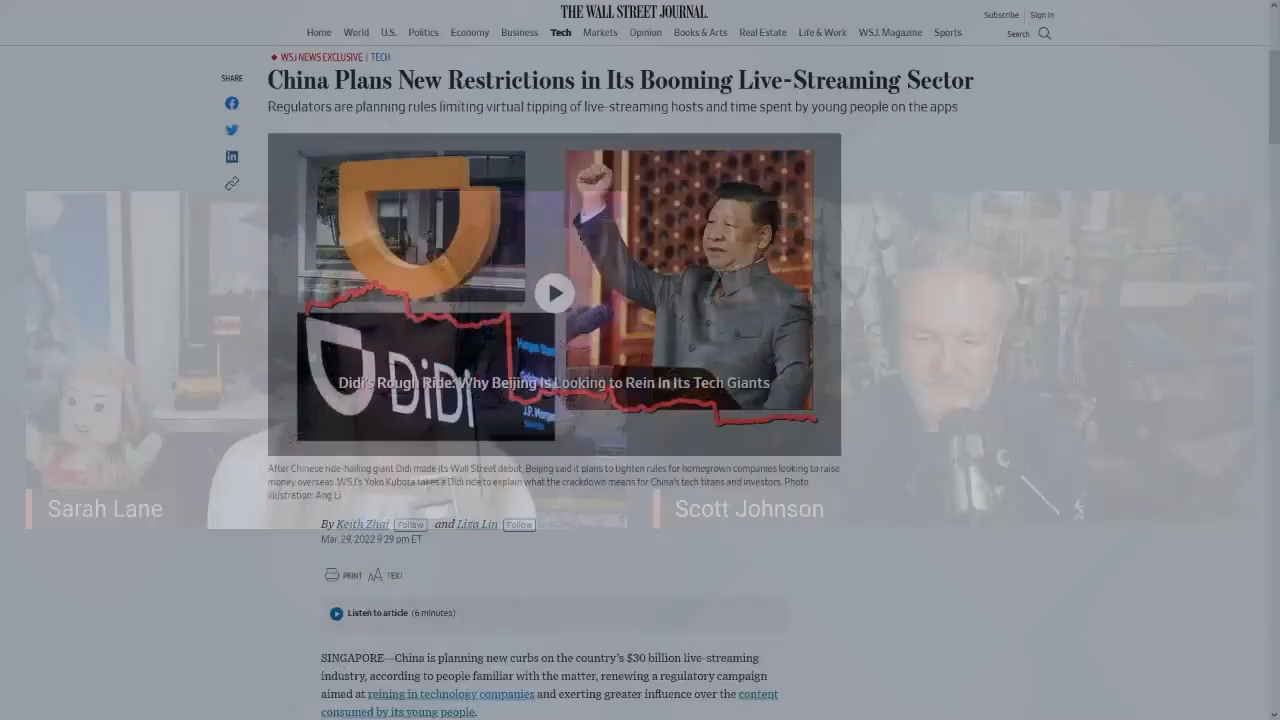 THE WALL STREET JOURNAL.
Subscribe Sign In
Home World U.S. Politics Economy Business Tech Markets Opinion Books & Arts Real Estate Life & Work WSJ. Magazine Sports
Search
WSJ NEWS EXCLUSIVE | TECH
SHARE
China Plans New Restrictions in Its Booming Live-Streaming Sector
Regulators are planning rules limiting virtual tipping of live-streaming hosts and time spent by young people on the apps
DiDi
J.P. Morgan
Didi's Rough Ride: Why Beijing Is Looking to Rein In Its Tech Giants
After Chinese ride-hailing giant Didi made its Wall Street debut, Beijing said it plans to tighten rules for homegrown companies looking to raise
money overseas. WSJ's Yoko Kubota takes a Didi ride to explain what the crackdown means for China's tech titans and investors. Photo
illustration: Ang Li
Sarah Lane
Scott Johnson
By Keith Zhai Follow and Liza Lin Follow
Mar. 29, 2022 9:29 pm ET
PRINT AA TEXT
Listen to article (6 minutes)
SINGAPORE—China is planning new curbs on the country's $30 billion live-streaming
industry, according to people familiar with the matter, renewing a regulatory campaign
aimed at reining in technology companies and exerting greater influence over the content
consumed by its young people.